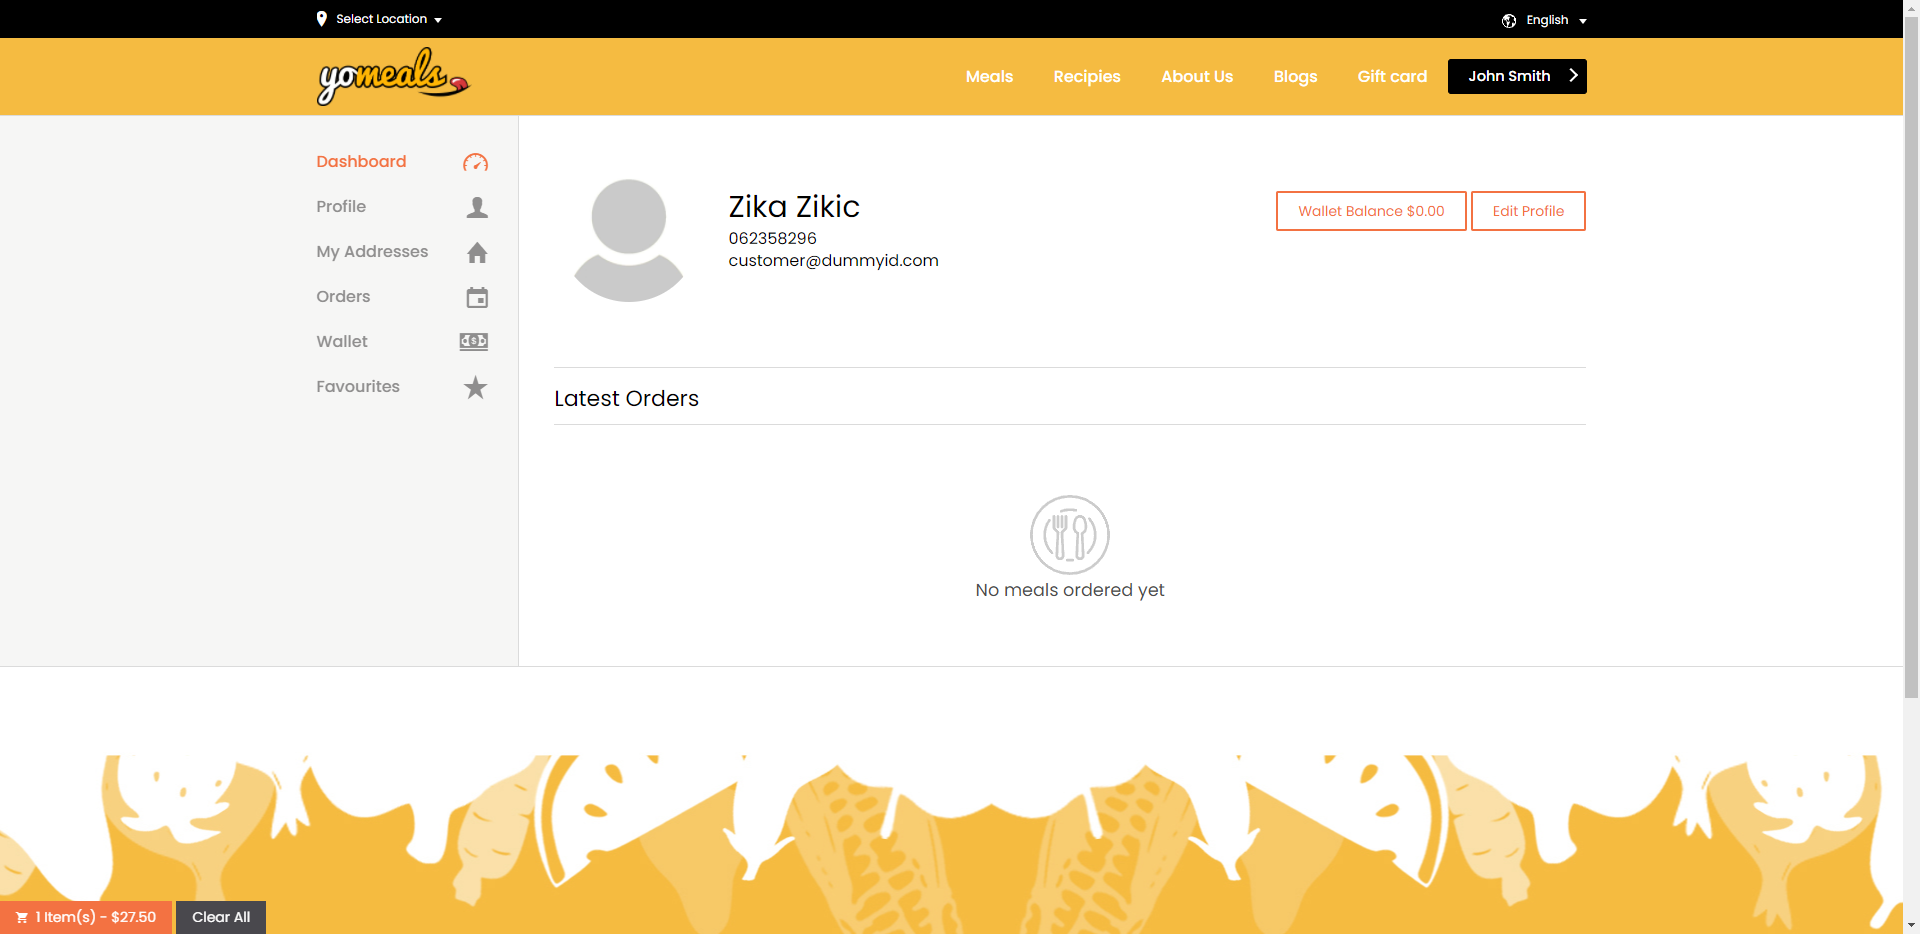 Select Location
English
yomeals
Meals
Recipies
About Us
Blogs
Gift card
John Smith
Dashboard
Profile
My Addresses
Orders
Wallet
Favourites
Zika Zikic
062358296
customer@dummyid.com
Wallet Balance $0.00
Edit Profile
Latest Orders
No meals ordered yet
1 Item(s) - $27.50
Clear All